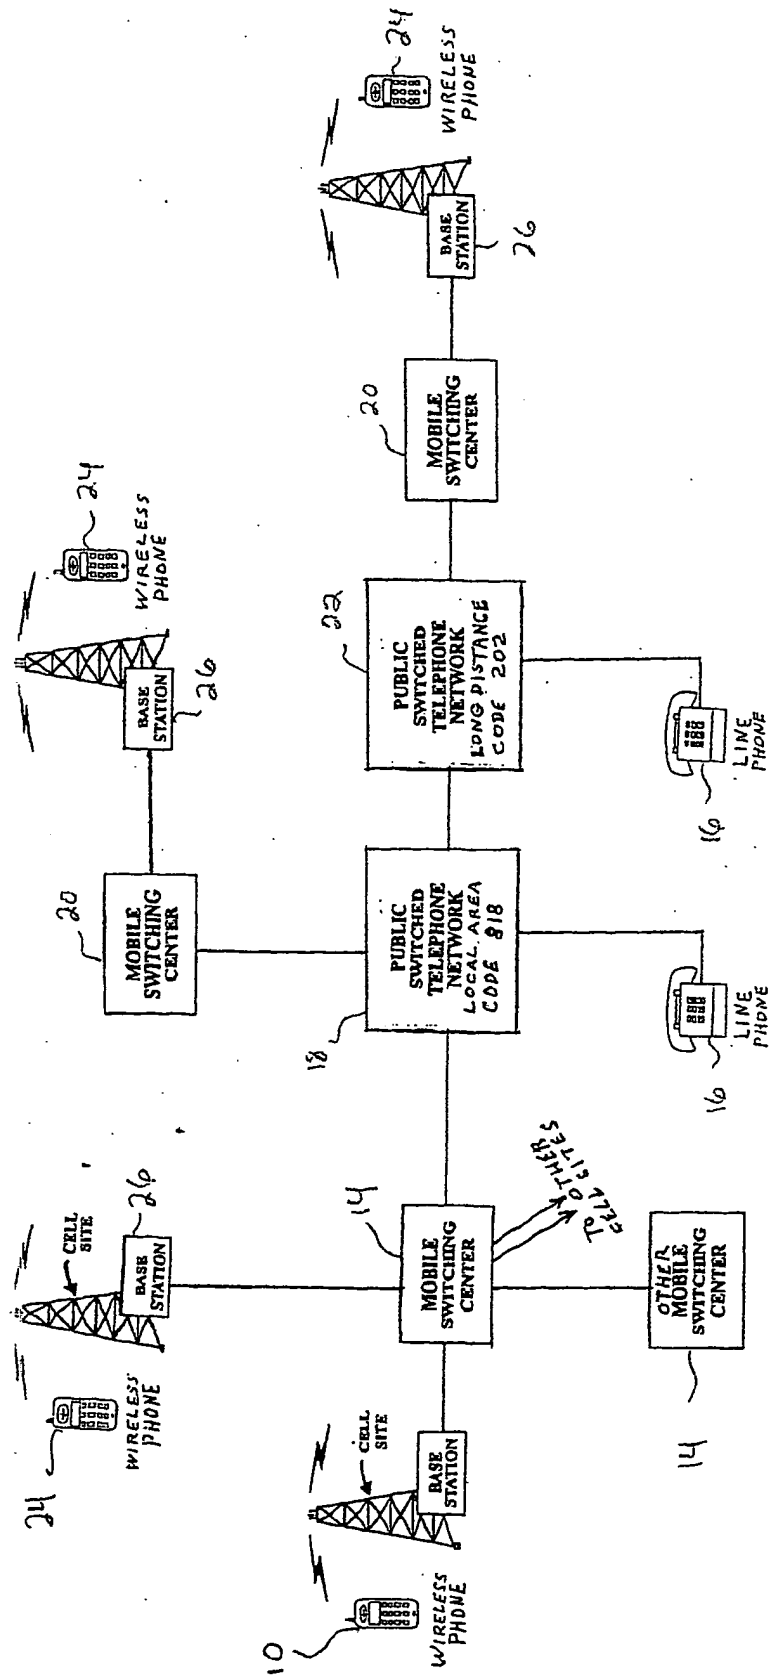 24
WIRELESS
PHONE
CELL
SITE
26
BASE
STATION
10
WIRELESS
PHONE
CELL
SITE
BASE
STATION
14
MOBILE
SWITCHING
CENTER
TO OTHER
CELL SITES
14
OTHER
MOBILE
SWITCHING
CENTER
20
MOBILE
SWITCHING
CENTER
26
BASE
STATION
24
WIRELESS
PHONE
18
PUBLIC
SWITCHED
TELEPHONE
NETWORK
LOCAL AREA
CODE 818
16
LINE
PHONE
22
PUBLIC
SWITCHED
TELEPHONE
NETWORK
LONG DISTANCE
CODE 202
16
LINE
PHONE
20
MOBILE
SWITCHING
CENTER
26
BASE
STATION
24
WIRELESS
PHONE